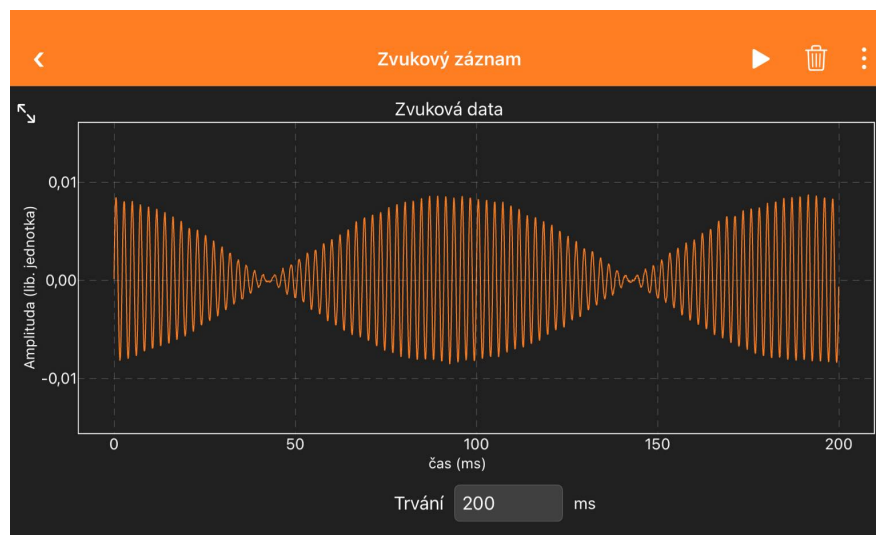 Zvukový záznam
Zvuková data
Amplituda (lib. jednotka)
0,01
0,00
-0,01
0 50 100 150 200
čas (ms)
Trvání 200 ms